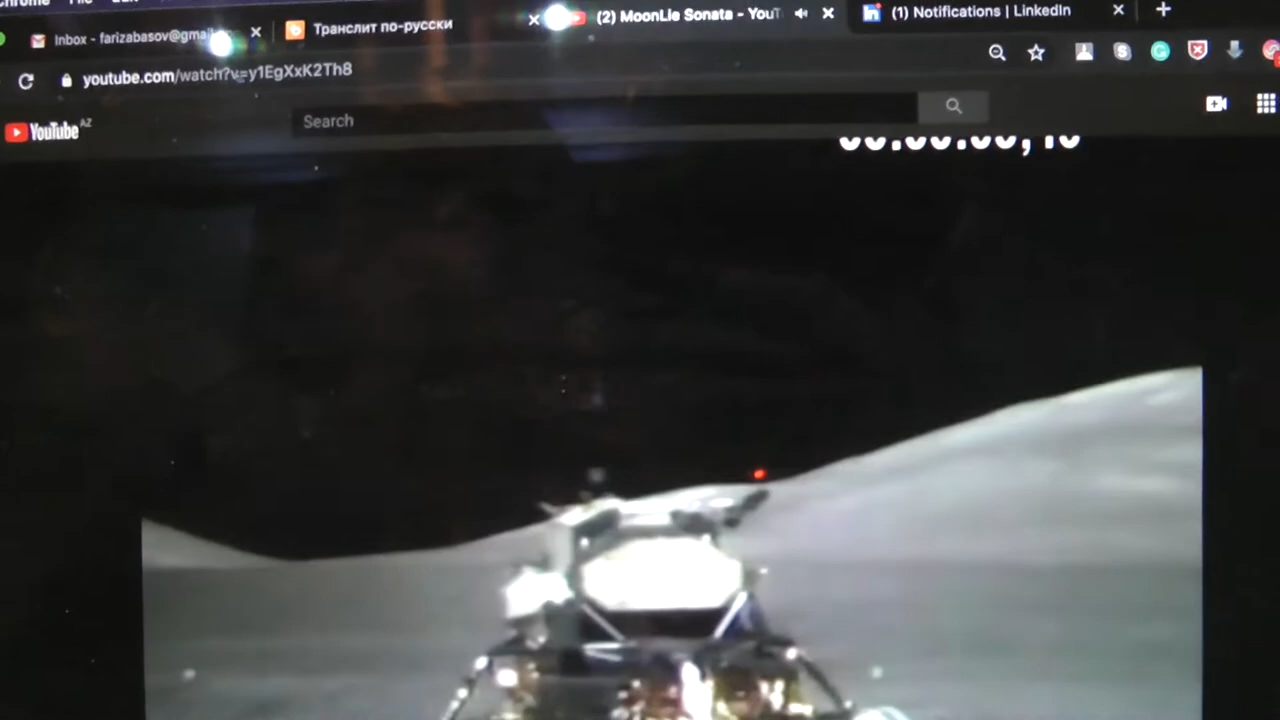 Inbox - farizabasov@gmai
Транслит по-русски
(2) MoonLie Sonata - YouT
(1) Notifications | LinkedIn
youtube.com/watch?v=y1EgXxK2Th8
YouTube AZ
Search